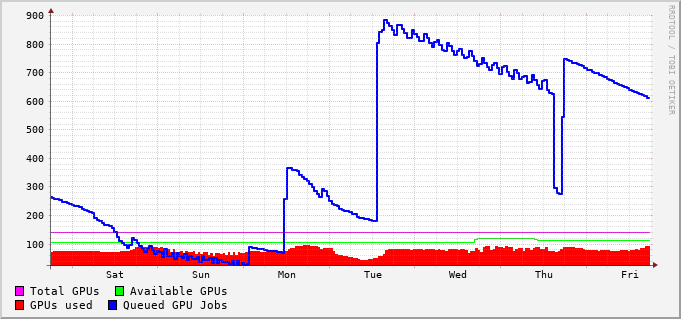 900
800
700
600
500
400
300
200
100
Sat Sun Mon Tue Wed Thu Fri
Total GPUs Available GPUs
GPUs used Queued GPU Jobs
RRDTOOL / TOBI OETIKER